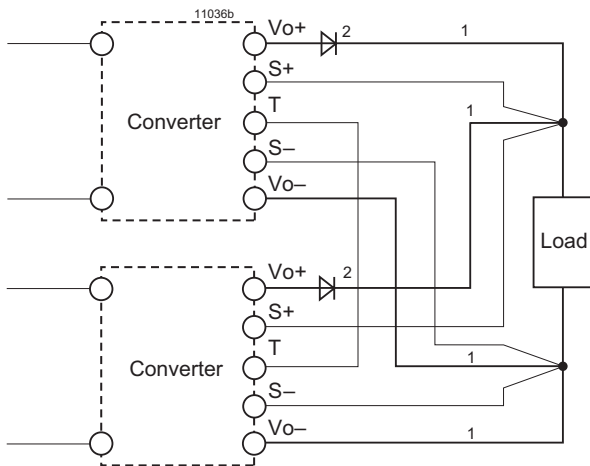 11036b
Vo+
2
1
S+
T
1
Converter
S–
Vo–
Load
Vo+
2
S+
T
Converter
1
S–
Vo–
1